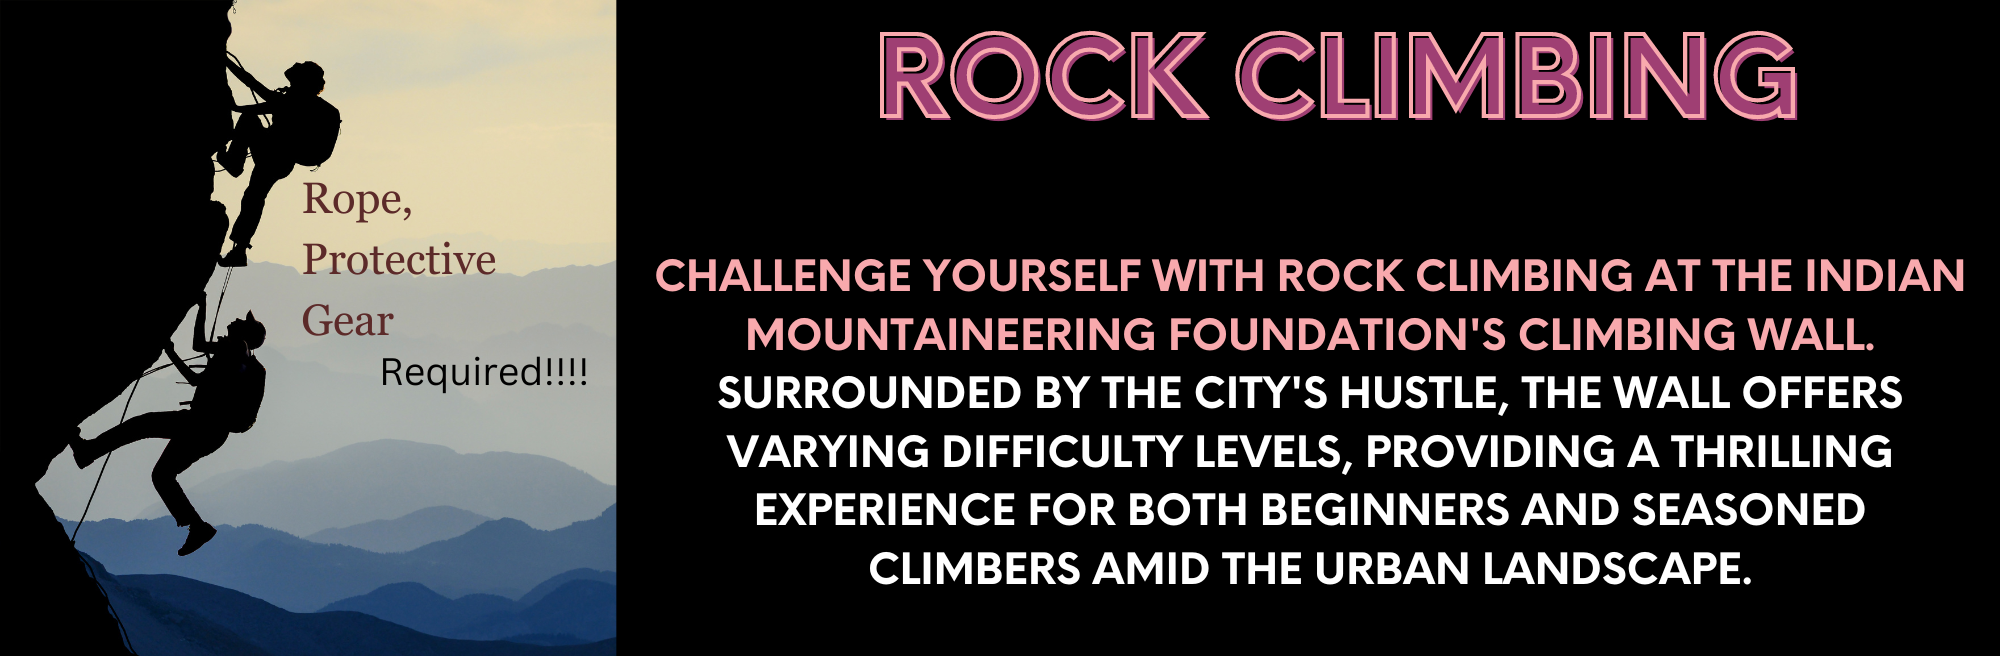 Rope,
Protective
Gear
Required!!!!
ROCK CLIMBING
CHALLENGE YOURSELF WITH ROCK CLIMBING AT THE INDIAN
MOUNTAINEERING FOUNDATION'S CLIMBING WALL.
SURROUNDED BY THE CITY'S HUSTLE, THE WALL OFFERS
VARYING DIFFICULTY LEVELS, PROVIDING A THRILLING
EXPERIENCE FOR BOTH BEGINNERS AND SEASONED
CLIMBERS AMID THE URBAN LANDSCAPE.